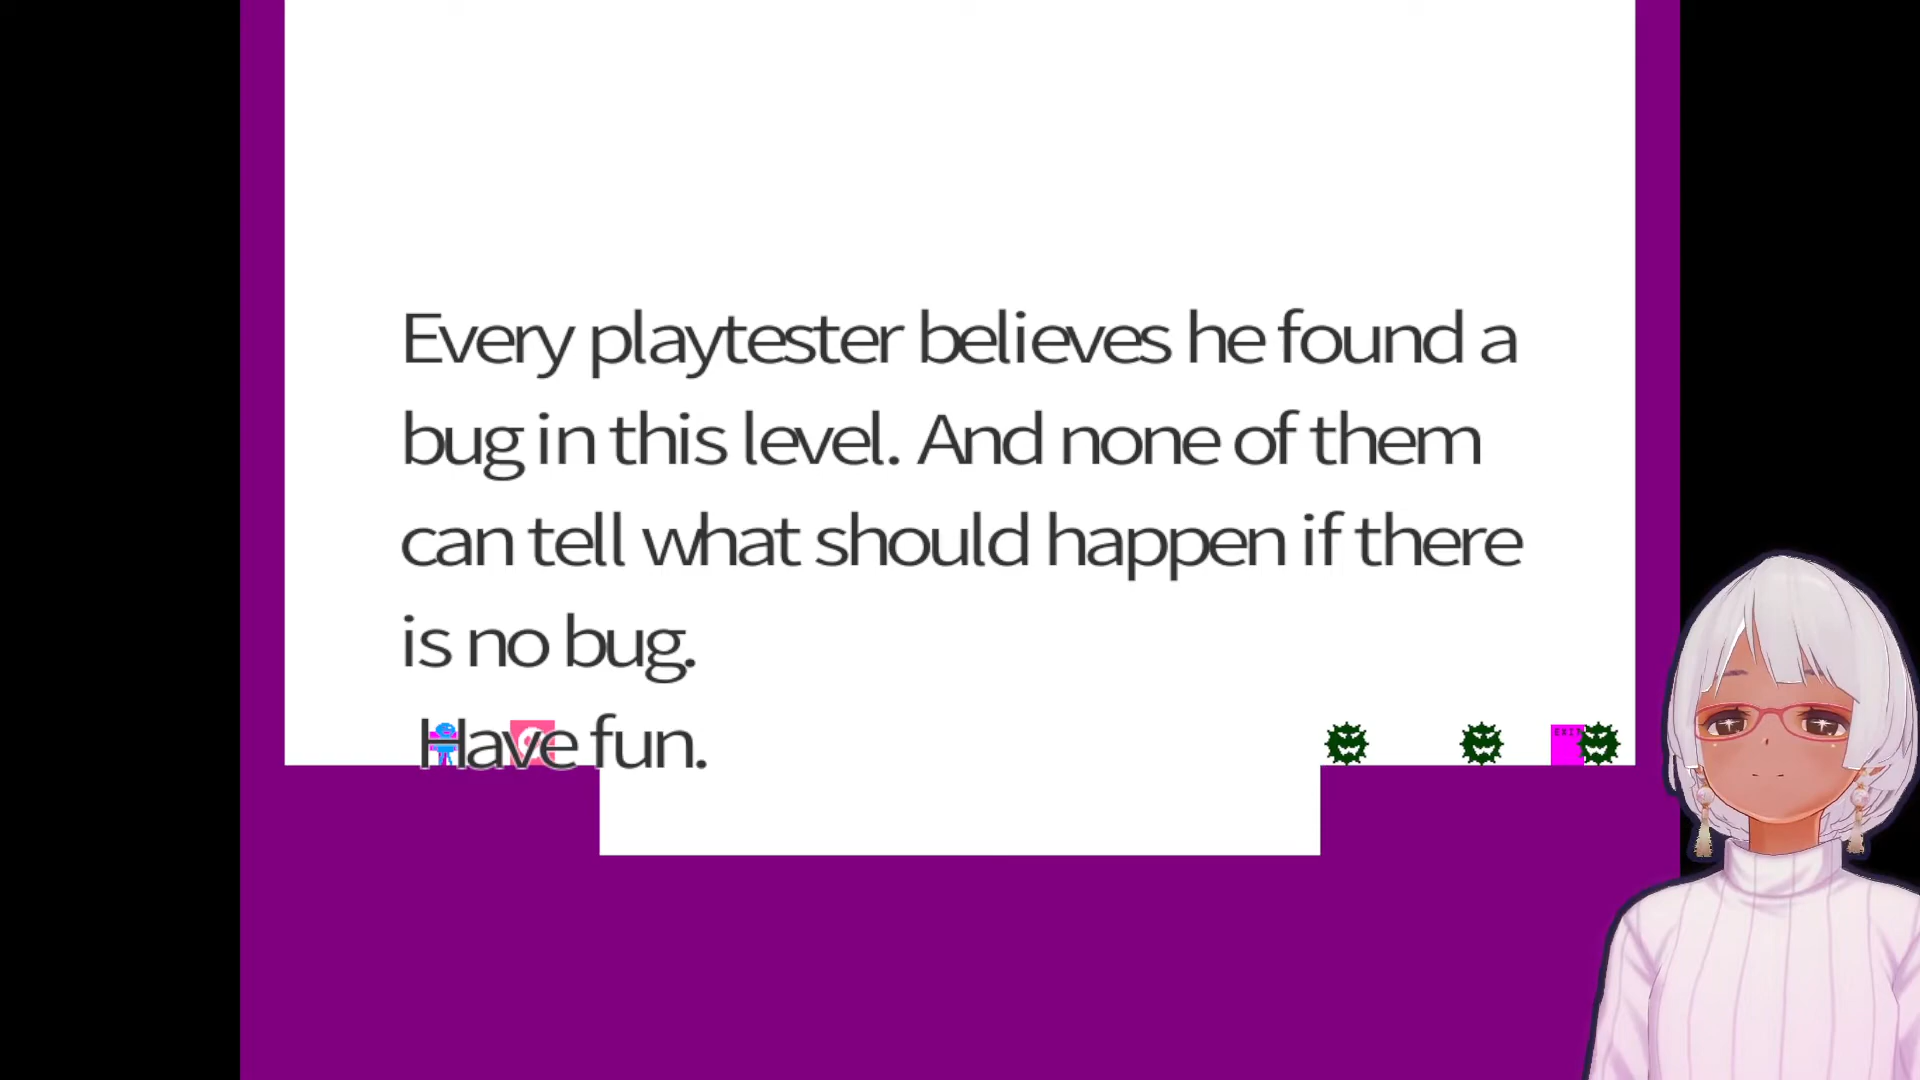 Every playtester believes he found a
bug in this level. And none of them
can tell what should happen if there
is no bug.
Have fun.
EXIT